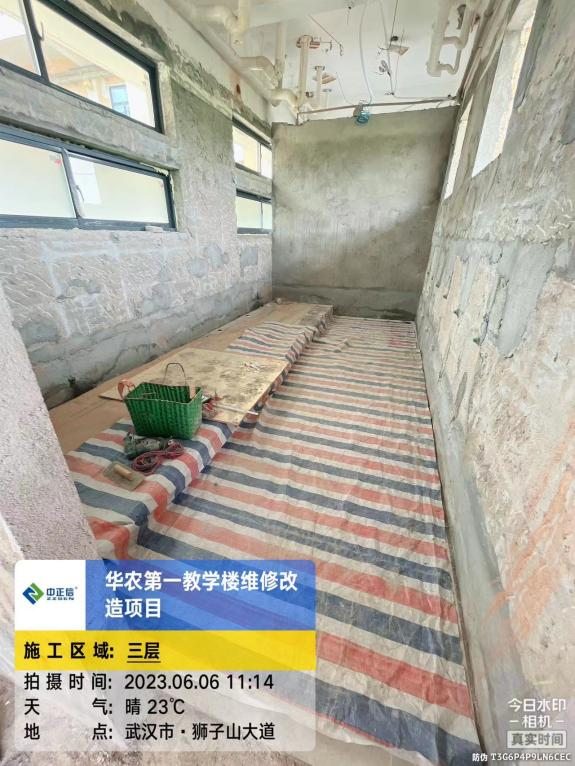 中正信®
ZZSEN
华农第一教学楼维修改
造项目
施工区域: 三层
拍摄时间: 2023.06.06 11:14
天 气: 晴 23℃
地 点: 武汉市·狮子山大道
今日水印
-相机-
真实时间
防伪 T3G6P4P9LN6CEC